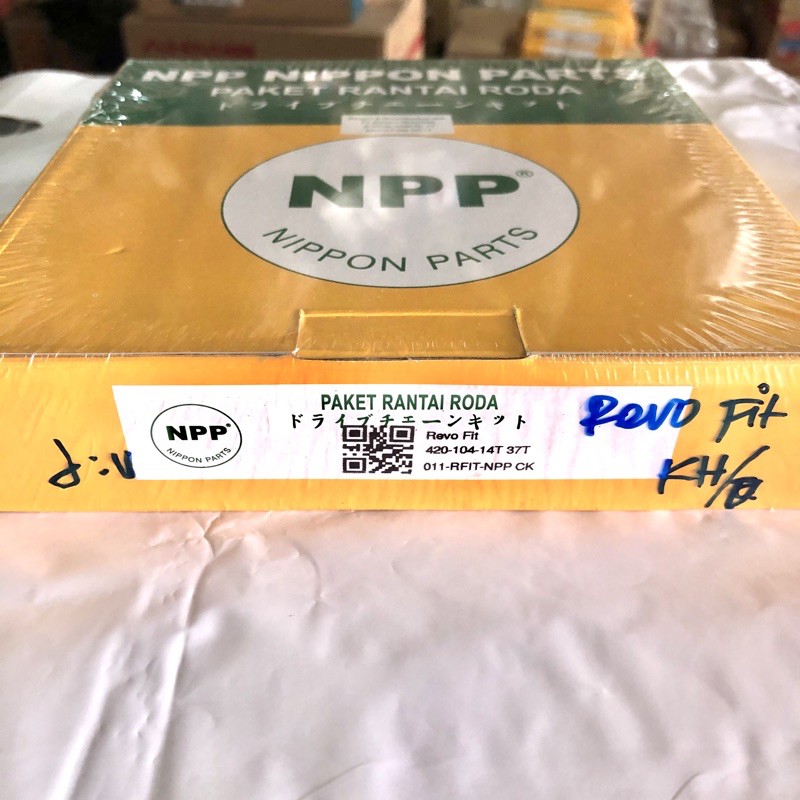 NPP NIPPON PARTS
PAKET RANTAI RODA
ドライブチエーンキット
NPP®
NIPPON PARTS
PAKET RANTAI RODA
ドライブチエーンキット
NPP®
NIPPON PARTS
Revo Fit
420-104-14T 37T
011-RFIT-NPP CK
Revo Fit